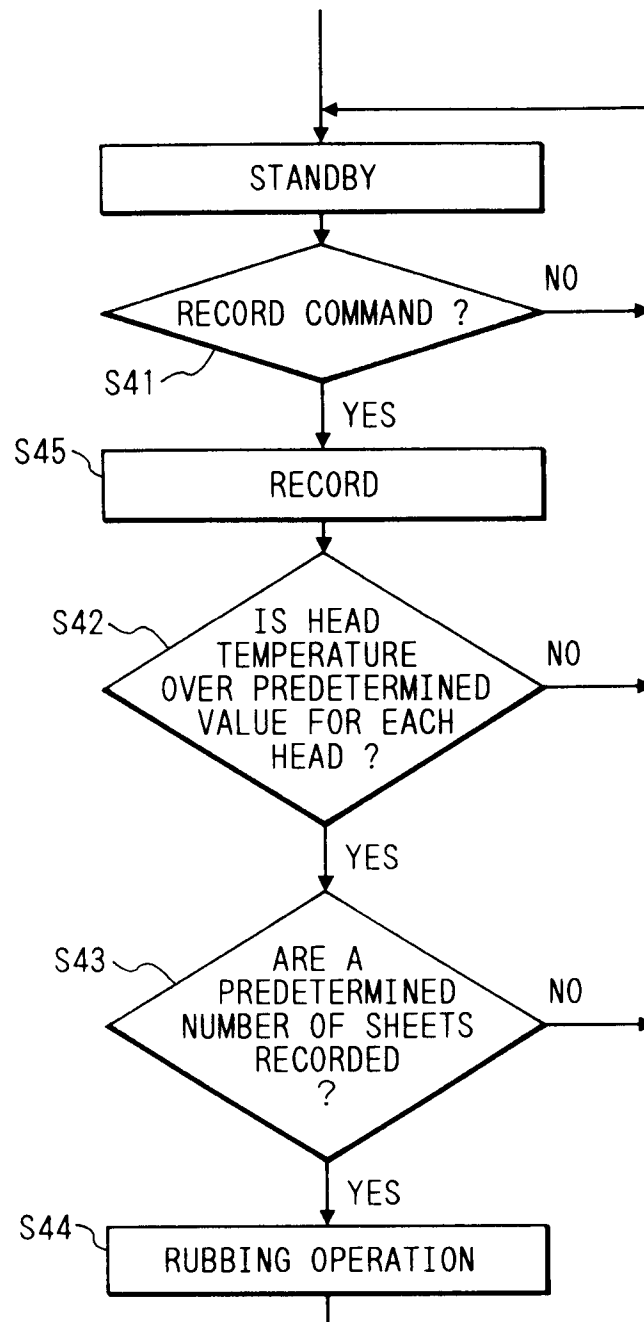 STANDBY
RECORD COMMAND ?
NO
S41
YES
S45
RECORD
S42
IS HEAD
TEMPERATURE
OVER PREDETERMINED
VALUE FOR EACH
HEAD ?
NO
YES
S43
ARE A
PREDETERMINED
NUMBER OF SHEETS
RECORDED
?
NO
YES
S44
RUBBING OPERATION